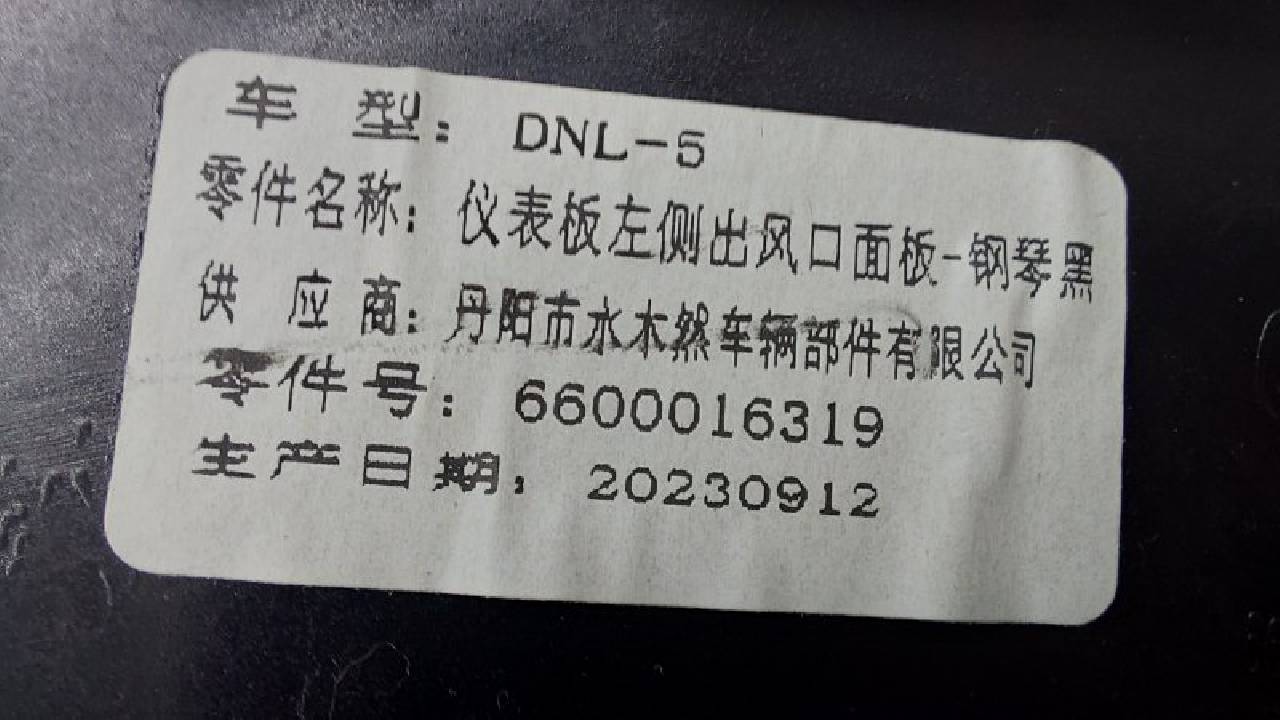 车 型: DNL-5
零件名称: 仪表板左侧出风口面板-钢琴黑
供 应 商: 丹阳市水木然车辆部件有限公司
零件号: 6600016319
生产日期: 20230912